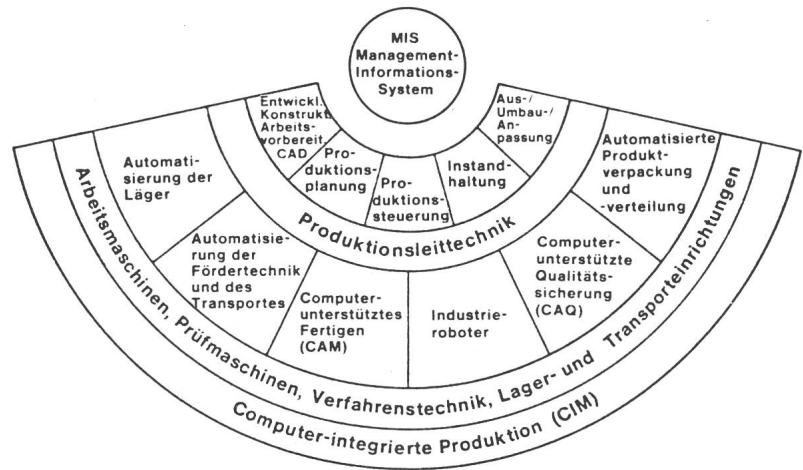 MIS
Management-
Informations-
System
Entwickl.
Konstrukt.
Arbeits-
vorbereit.
CAD
Pro-
duktions-
planung
Pro-
duktions-
steuerung
Instand-
haltung
Aus-/
Umbau-/
An-
passung
Produktionsleittechnik
Automati-
sierung der
Läger
Automatisie-
rung der
Fördertechnik
und des
Transportes
Computer-
unterstütztes
Fertigen
(CAM)
Industrie-
roboter
Computer-
unterstützte
Qualitäts-
sicherung
(CAQ)
Automatisierte
Produkt-
verpackung
und
-verteilung
Arbeitsmaschinen, Prüfmaschinen, Verfahrenstechnik, Lager- und Transporteinrichtungen
Computer-integrierte Produktion (CIM)